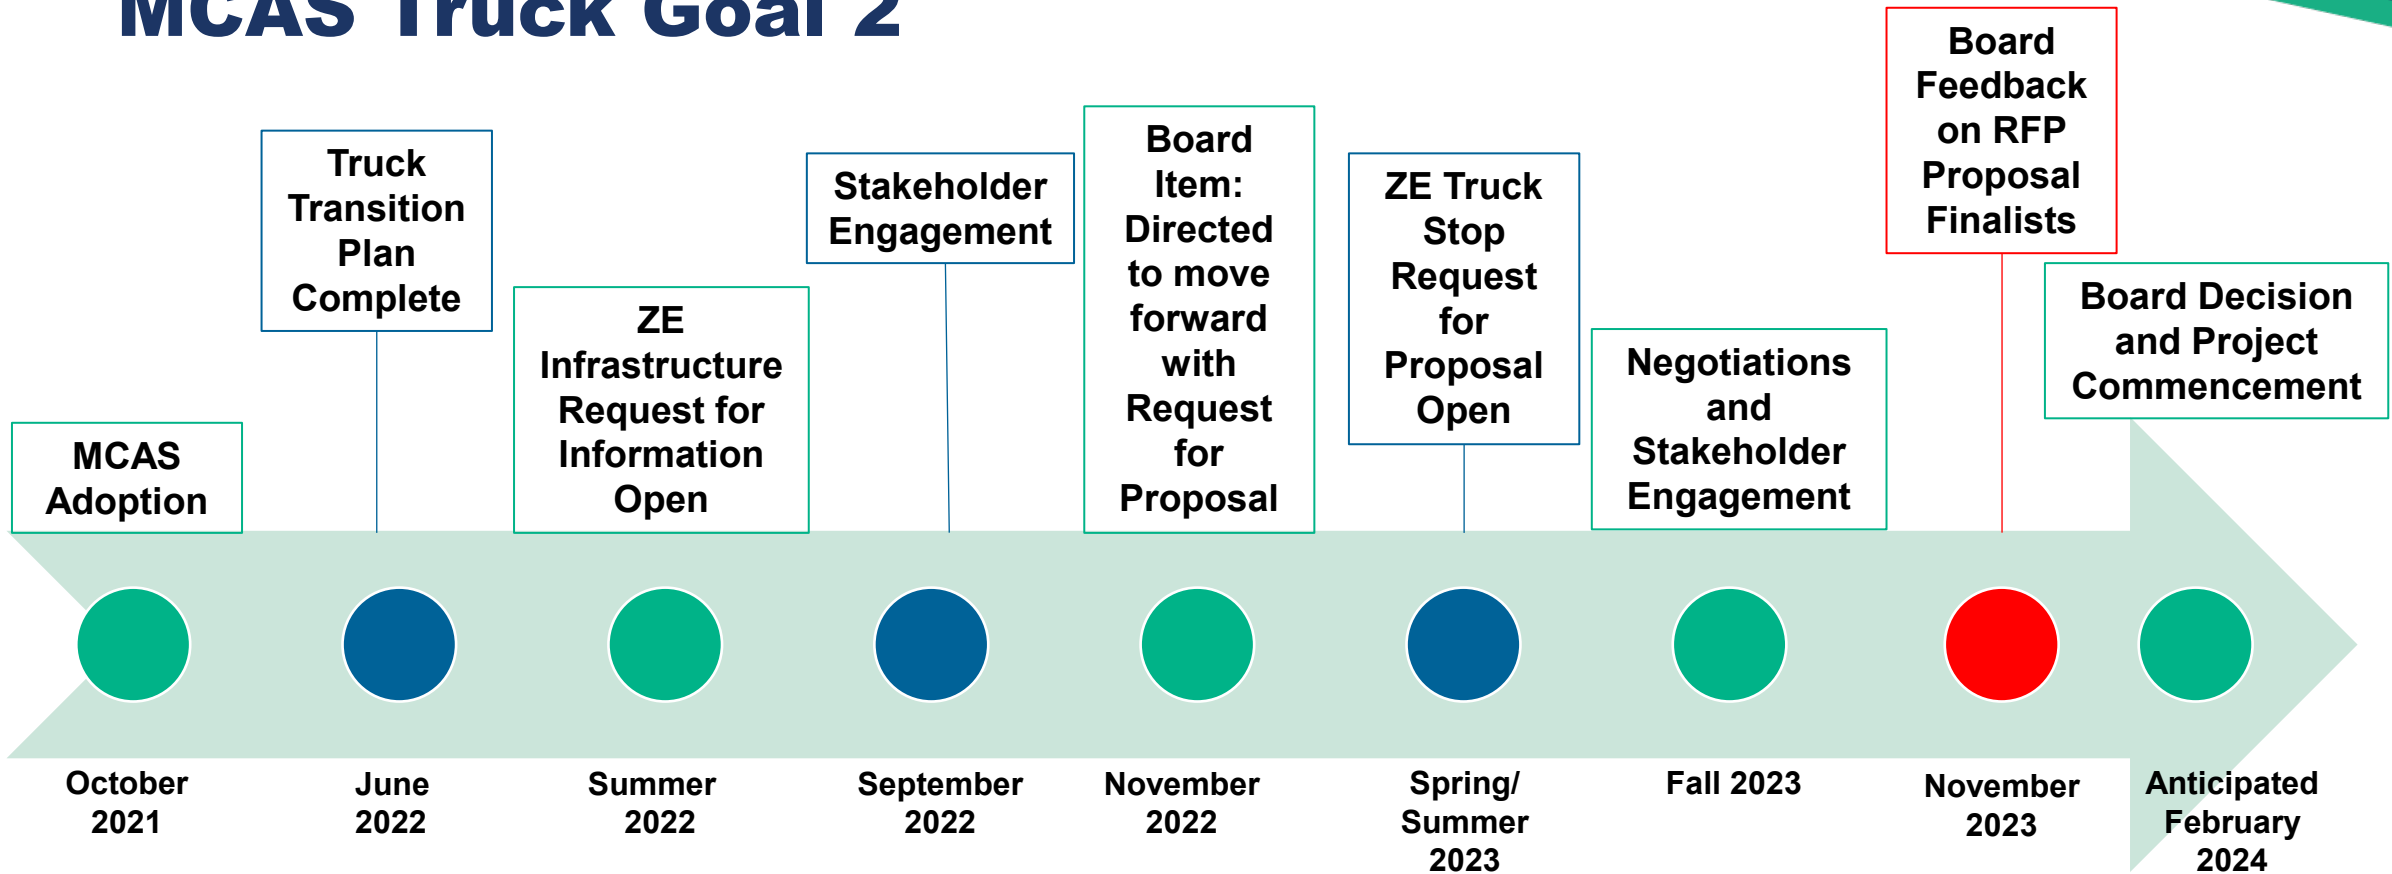 MCAS Truck Goal 2
MCAS
Adoption
Truck
Transition
Plan
Complete
ZE
Infrastructure
Request for
Information
Open
Stakeholder
Engagement
Board
Item:
Directed
to move
forward
with
Request
for
Proposal
ZE Truck
Stop
Request
for
Proposal
Open
Negotiations
and
Stakeholder
Engagement
Board
Feedback
on RFP
Proposal
Finalists
Board Decision
and Project
Commencement
October
2021
June
2022
Summer
2022
September
2022
November
2022
Spring/
Summer
2023
Fall 2023
November
2023
Anticipated
February
2024